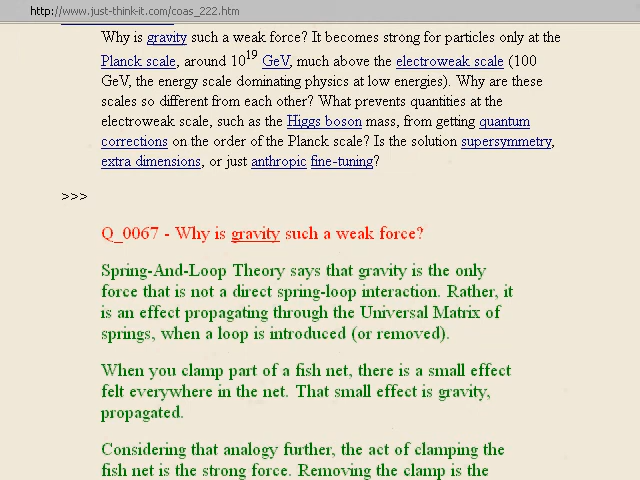 http://www.just-think-it.com/coas_222.htm
Why is gravity such a weak force? It becomes strong for particles only at the
Planck scale, around 10^19 GeV, much above the electroweak scale (100
GeV, the energy scale dominating physics at low energies). Why are these
scales so different from each other? What prevents quantities at the
electroweak scale, such as the Higgs boson mass, from getting quantum
corrections on the order of the Planck scale? Is the solution supersymmetry,
extra dimensions, or just anthropic fine-tuning?
>>>
Q_0067 - Why is gravity such a weak force?
Spring-And-Loop Theory says that gravity is the only
force that is not a direct spring-loop interaction. Rather, it
is an effect propagating through the Universal Matrix of
springs, when a loop is introduced (or removed).
When you clamp part of a fish net, there is a small effect
felt everywhere in the net. That small effect is gravity,
propagated.
Considering that analogy further, the act of clamping the
fish net is the strong force. Removing the clamp is the